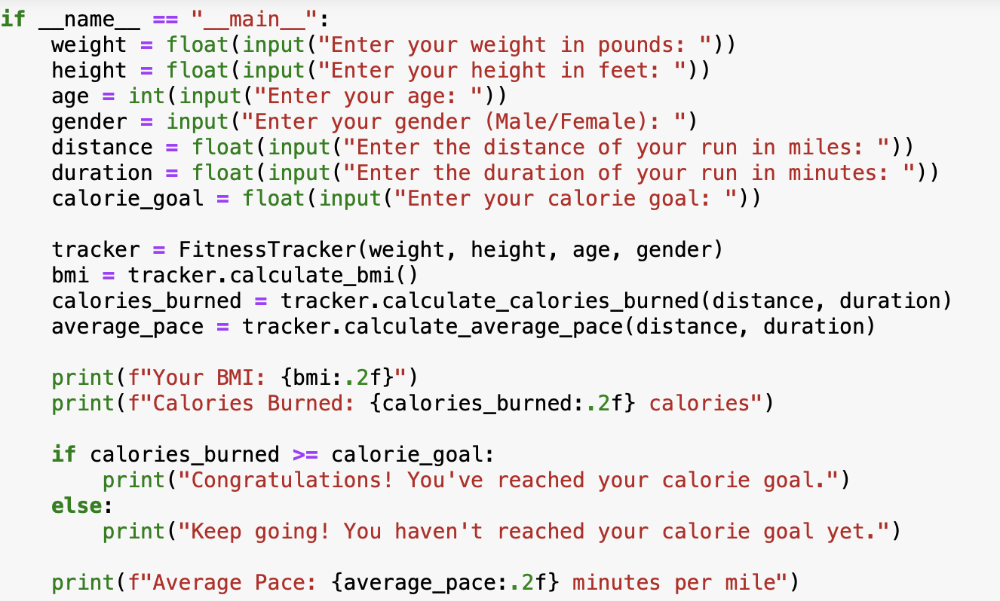 if __name__ == "__main__":
    weight = float(input("Enter your weight in pounds: "))
    height = float(input("Enter your height in feet: "))
    age = int(input("Enter your age: "))
    gender = input("Enter your gender (Male/Female): ")
    distance = float(input("Enter the distance of your run in miles: "))
    duration = float(input("Enter the duration of your run in minutes: "))
    calorie_goal = float(input("Enter your calorie goal: "))

    tracker = FitnessTracker(weight, height, age, gender)
    bmi = tracker.calculate_bmi()
    calories_burned = tracker.calculate_calories_burned(distance, duration)
    average_pace = tracker.calculate_average_pace(distance, duration)

    print(f"Your BMI: {bmi:.2f}")
    print(f"Calories Burned: {calories_burned:.2f} calories")

    if calories_burned >= calorie_goal:
        print("Congratulations! You've reached your calorie goal.")
    else:
        print("Keep going! You haven't reached your calorie goal yet.")

    print(f"Average Pace: {average_pace:.2f} minutes per mile")